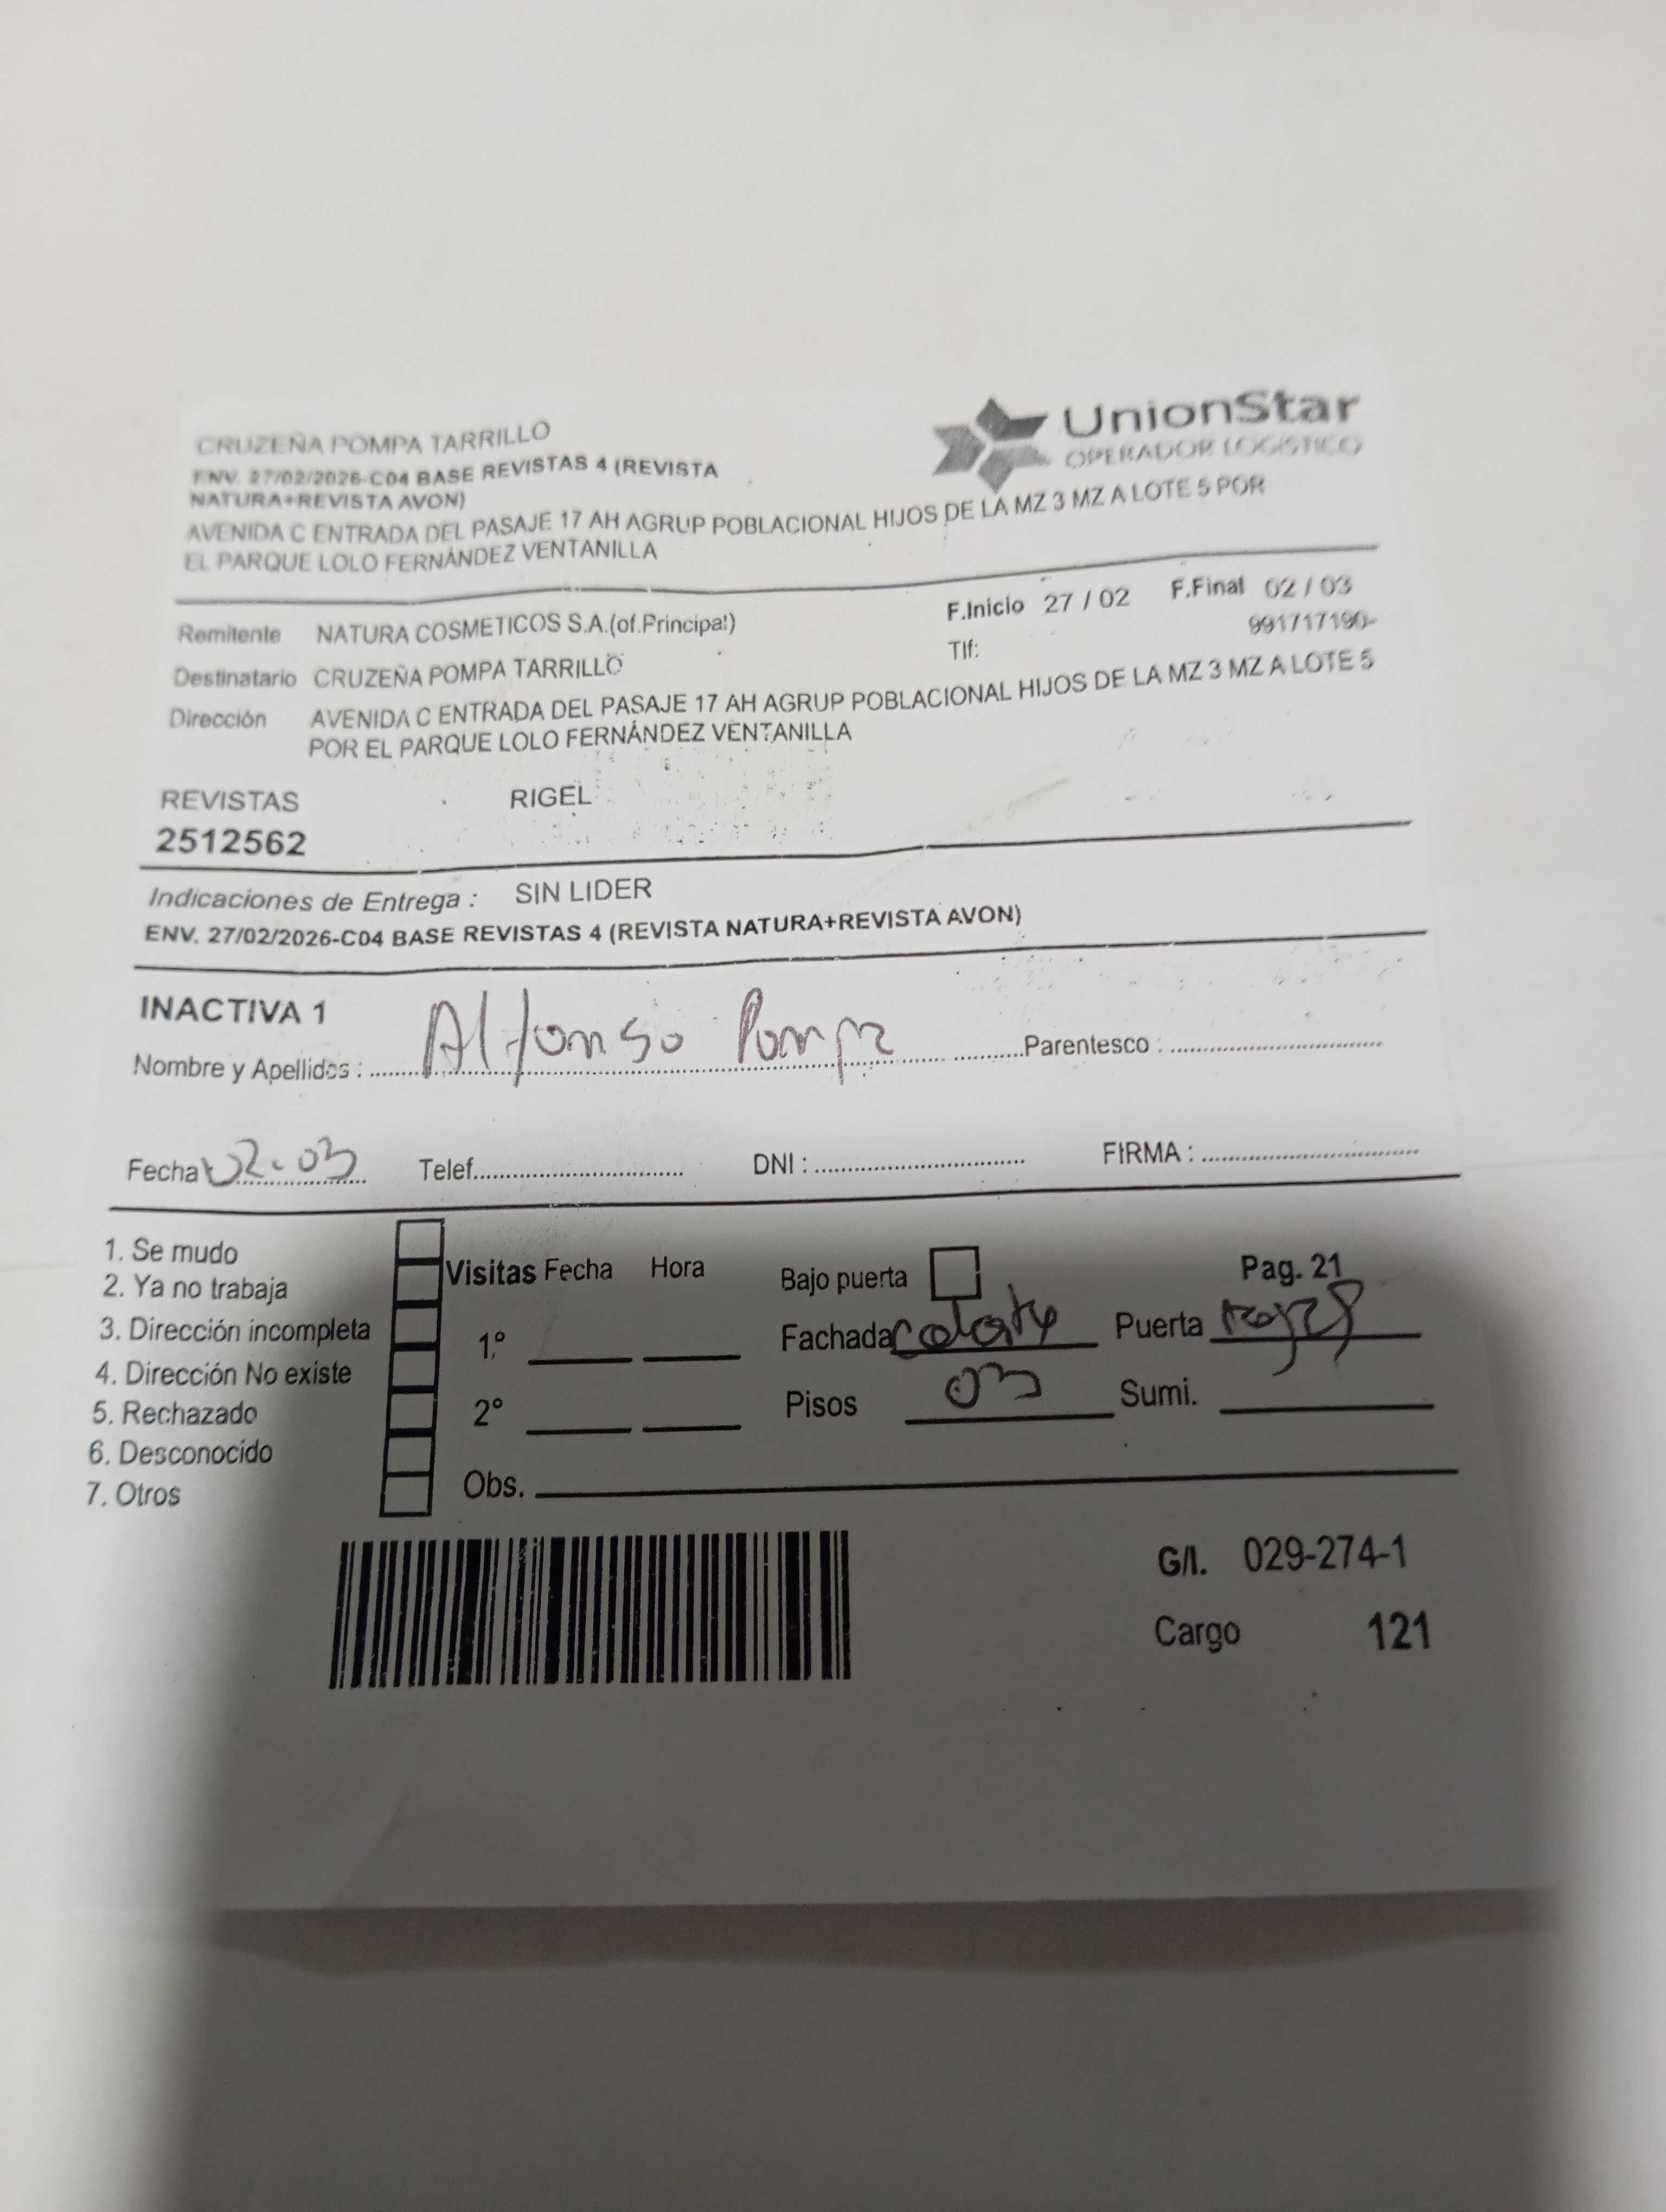 CRUZEÑA POMPA TARRILLO
UnionStar
OPERADOR LOGÍSTICO
ENV. 27/02/2026-C04 BASE REVISTAS 4 (REVISTA
NATURA+REVISTA AVON)
AVENIDA C ENTRADA DEL PASAJE 17 AH AGRUP POBLACIONAL HIJOS DE LA MZ 3 MZ A LOTE 5 POR
EL PARQUE LOLO FERNÁNDEZ VENTANILLA
Remitente NATURA COSMETICOS S.A.(of.Principal)
F.Inicio 27 / 02 F.Final 02 / 03
Tlf: 991717190-
Destinatario CRUZEÑA POMPA TARRILLO
Dirección AVENIDA C ENTRADA DEL PASAJE 17 AH AGRUP POBLACIONAL HIJOS DE LA MZ 3 MZ A LOTE 5
POR EL PARQUE LOLO FERNÁNDEZ VENTANILLA
REVISTAS RIGEL
2512562
Indicaciones de Entrega : SIN LIDER
ENV. 27/02/2026-C04 BASE REVISTAS 4 (REVISTA NATURA+REVISTA AVON)
INACTIVA 1
Nombre y Apellidos : Alfonso Pompa Parentesco :
Fecha 02-03 Telef. DNI : FIRMA :
1. Se mudo
2. Ya no trabaja
3. Dirección incompleta
4. Dirección No existe
5. Rechazado
6. Desconocido
7. Otros
Visitas Fecha Hora
1.º
2º
Obs.
Bajo puerta Pag. 21
Fachada Puerta
Pisos 03 Sumi.
G/I. 029-274-1
Cargo 121